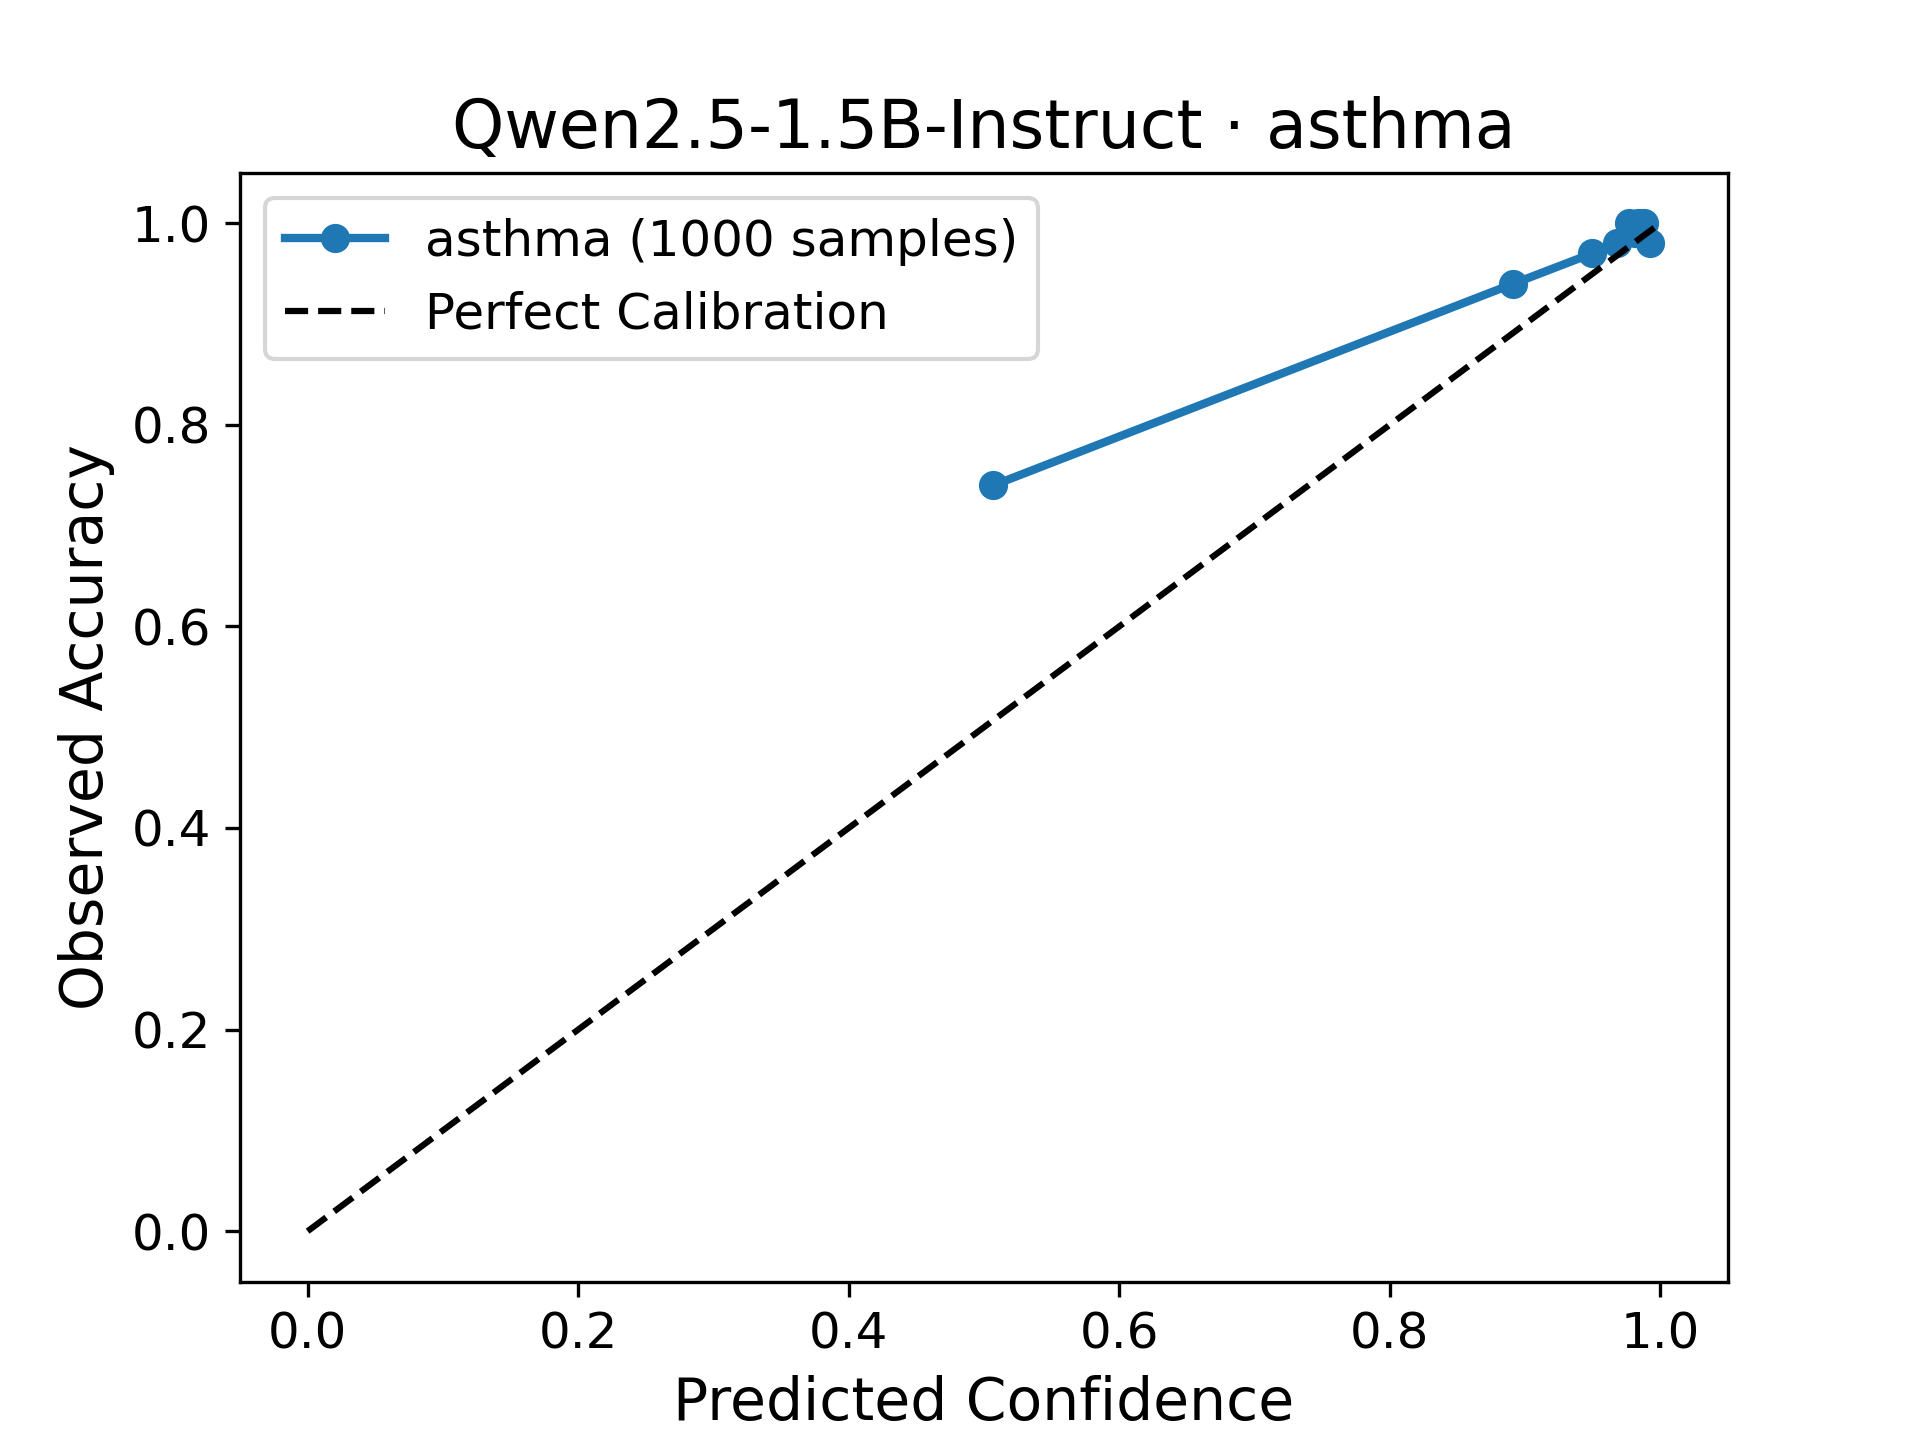 Qwen2.5-1.5B-Instruct · asthma
asthma (1000 samples)
Perfect Calibration
Observed Accuracy
1.0
0.8
0.6
0.4
0.2
0.0
0.0 0.2 0.4 0.6 0.8 1.0
Predicted Confidence